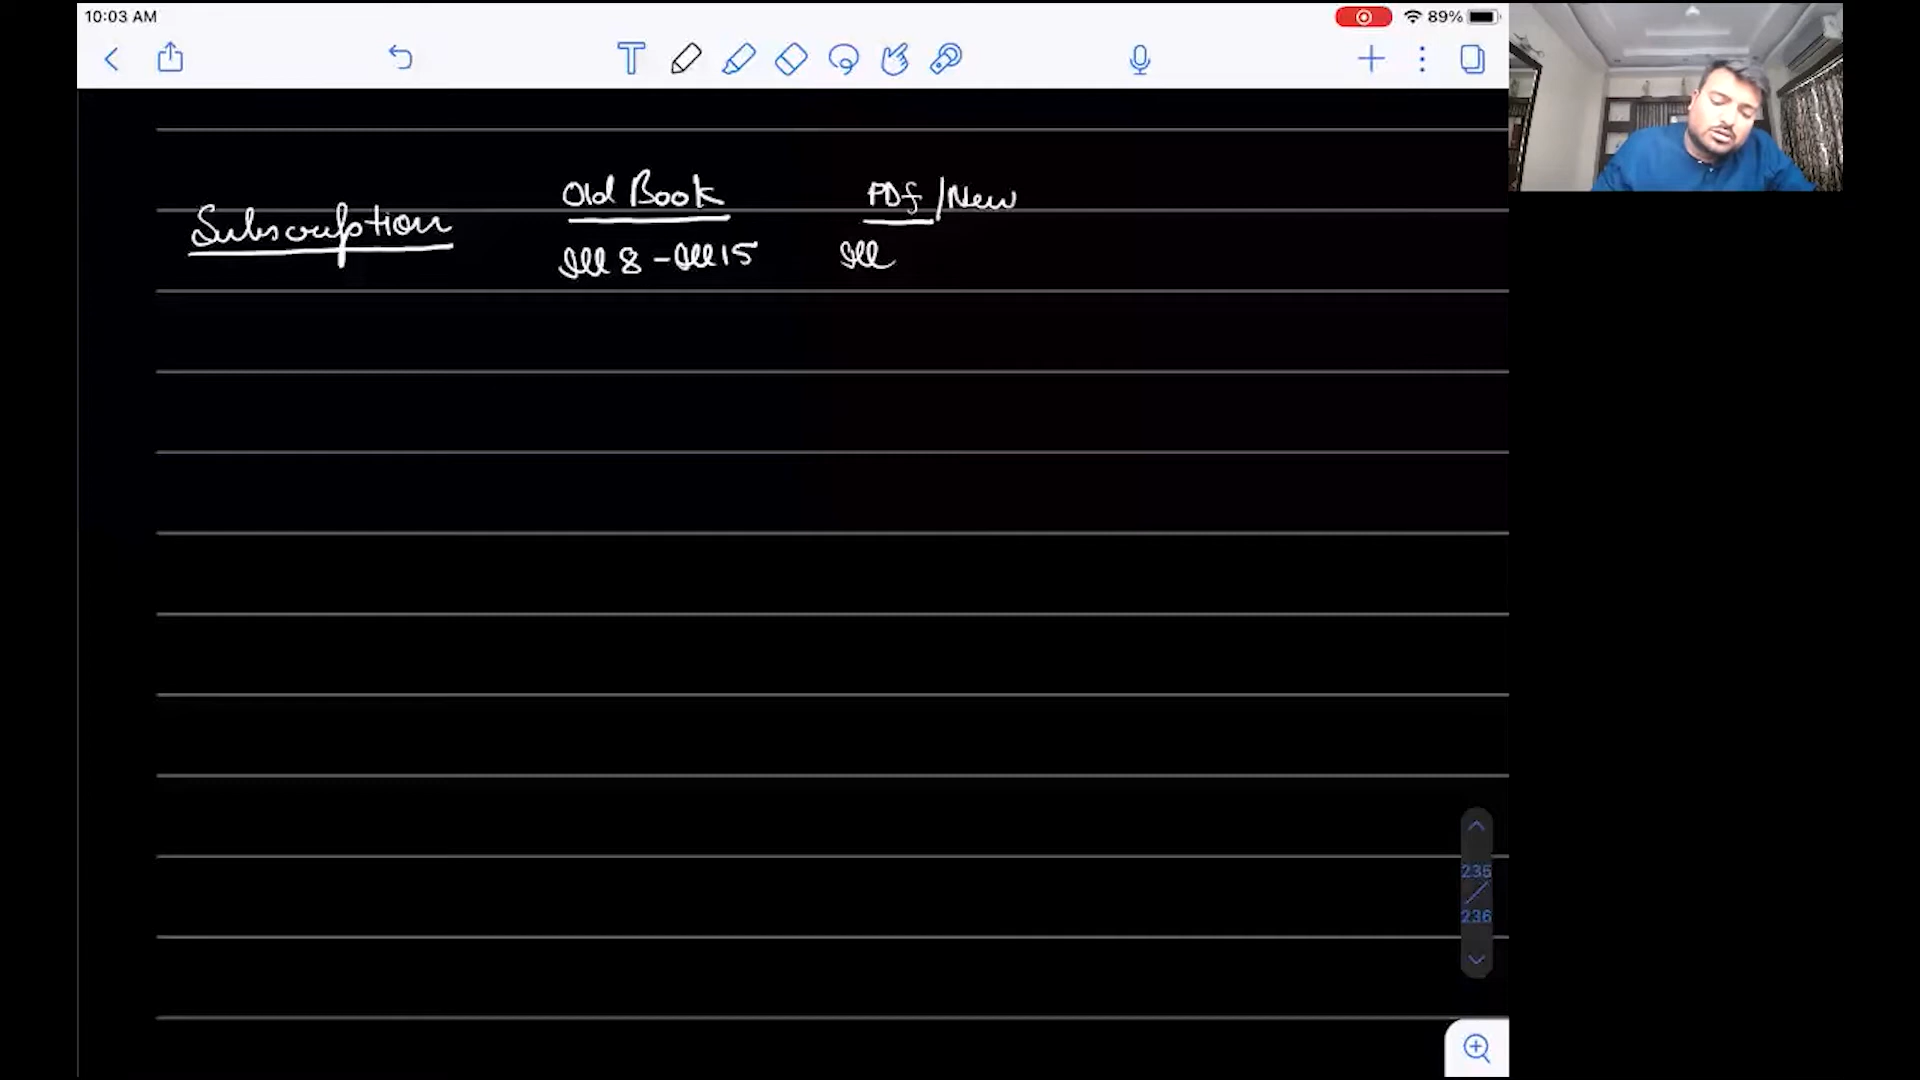 10:03 AM
89%
Old Book
PDf/New
Subscription
Ill 8 - Ill 15
Ill
235
236